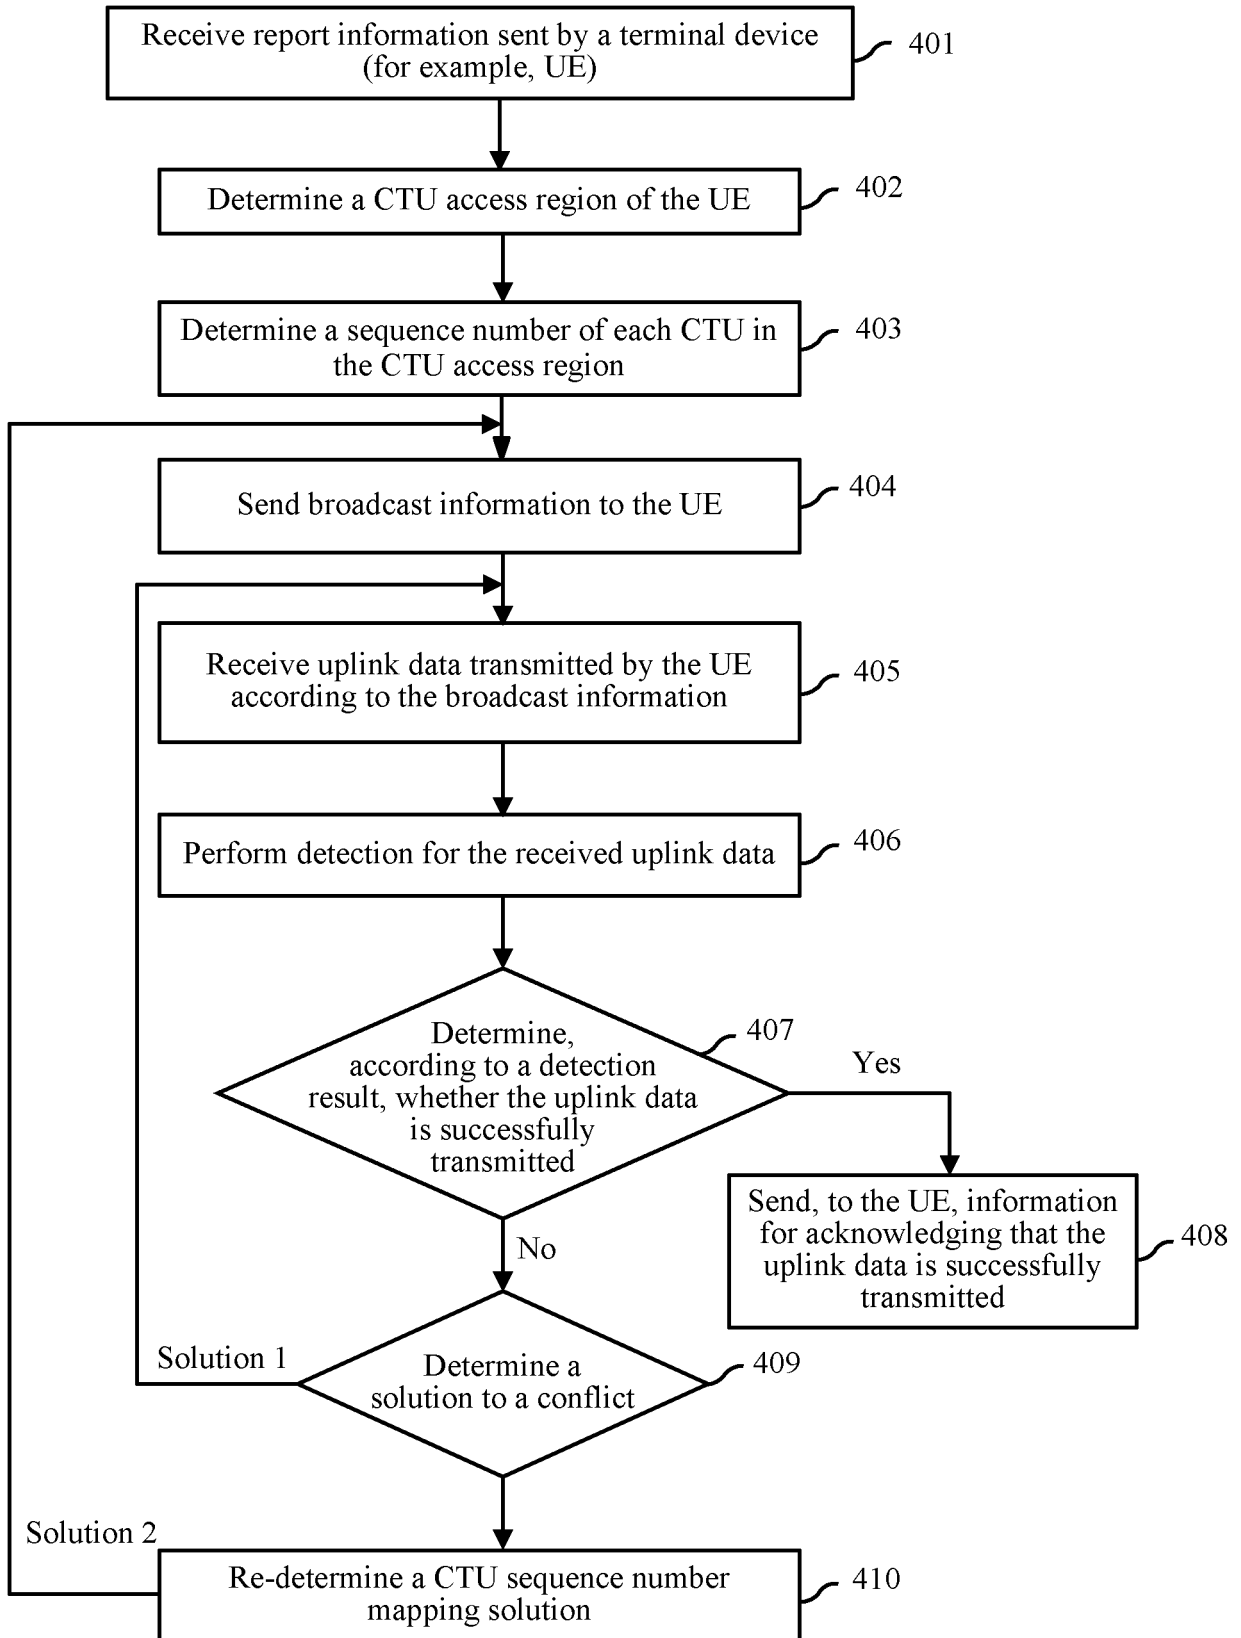 Receive report information sent by a terminal device
(for example, UE)
401
Determine a CTU access region of the UE
402
Determine a sequence number of each CTU in
the CTU access region
403
Send broadcast information to the UE
404
Receive uplink data transmitted by the UE
according to the broadcast information
405
Perform detection for the received uplink data
406
Determine,
according to a detection
result, whether the uplink data
is successfully
transmitted
407
Yes
Send, to the UE, information
for acknowledging that the
uplink data is successfully
transmitted
408
No
Determine a
solution to a conflict
409
Solution 1
Solution 2
Re-determine a CTU sequence number
mapping solution
410